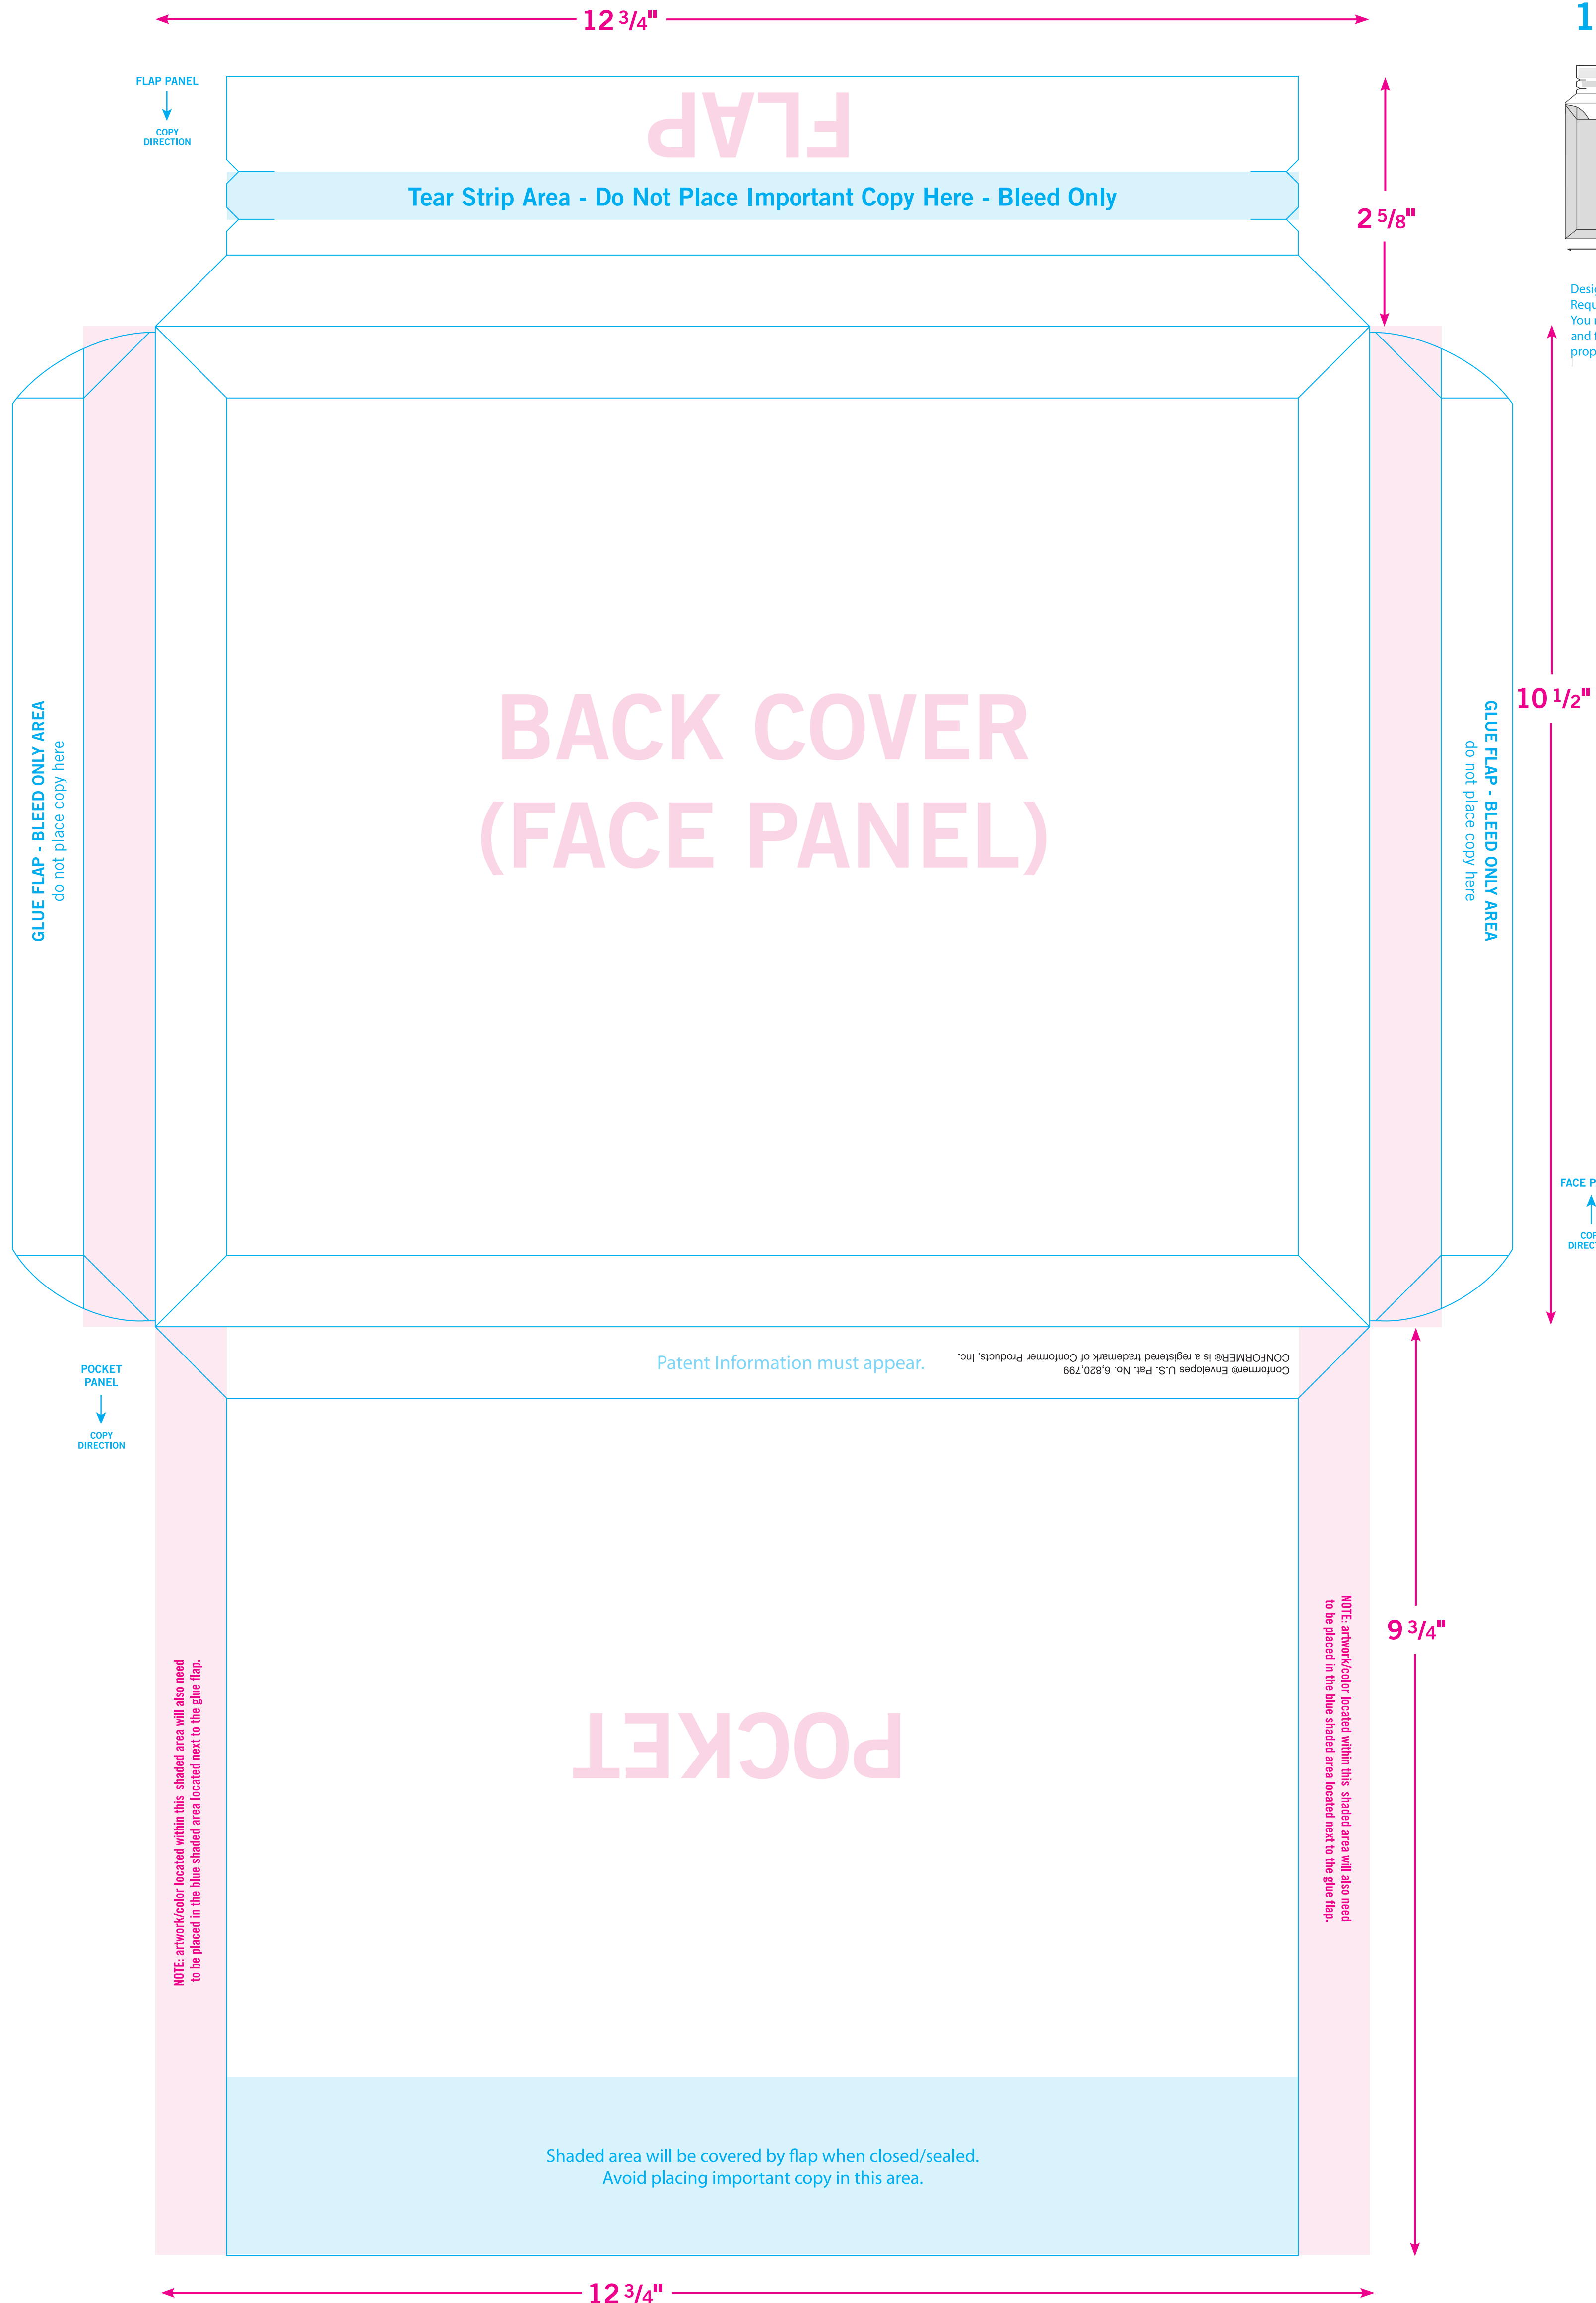 12 3/4"
1
FLAP PANEL
COPY
DIRECTION
FLAP
Tear Strip Area - Do Not Place Important Copy Here - Bleed Only
2 5/8"
You
and
BACK COVER
(FACE PANEL)
GLUE FLAP - BLEED ONLY AREA
do not place copy here
GLUE FLAP - BLEED ONLY AREA
do not place copy here
10 1/2"
FACE
Patent Information must appear.
Conformer® Envelopes U.S. Pat. No. 6,820,799
CONFORMER® is a registered trademark of Conformer Products, Inc.
POCKET
PANEL
COPY
DIRECTION
NOTE: artwork/color located within this shaded area will also need
to be placed in the blue shaded area located next to the glue flap.
NOTE: artwork/color located within this shaded area will also need
to be placed in the blue shaded area located next to the glue flap.
9 3/4"
POCKET
Shaded area will be covered by flap when closed/sealed.
Avoid placing important copy in this area.
12 3/4"